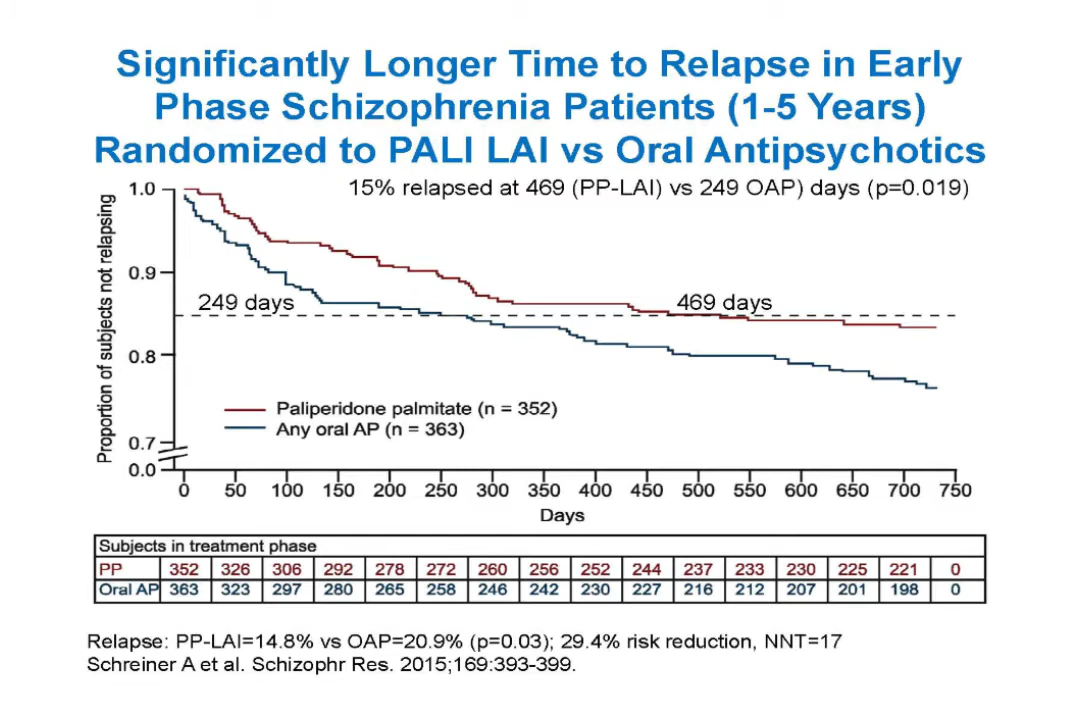 Significantly Longer Time to Relapse in Early
Phase Schizophrenia Patients (1-5 Years)
Randomized to PALI LAI vs Oral Antipsychotics
15% relapsed at 469 (PP-LAI) vs 249 OAP) days (p=0.019)
Proportion of subjects not relapsing
1.0
0.9
0.8
0.7
0.0
249 days
469 days
Paliperidone palmitate (n = 352)
Any oral AP (n = 363)
0 50 100 150 200 250 300 350 400 450 500 550 600 650 700 750
Days
Subjects in treatment phase
PP 352 326 306 292 278 272 260 256 252 244 237 233 230 225 221 0
Oral AP 363 323 297 280 265 258 246 242 230 227 216 212 207 201 198 0
Relapse: PP-LAI=14.8% vs OAP=20.9% (p=0.03); 29.4% risk reduction, NNT=17
Schreiner A et al. Schizophr Res. 2015;169:393-399.